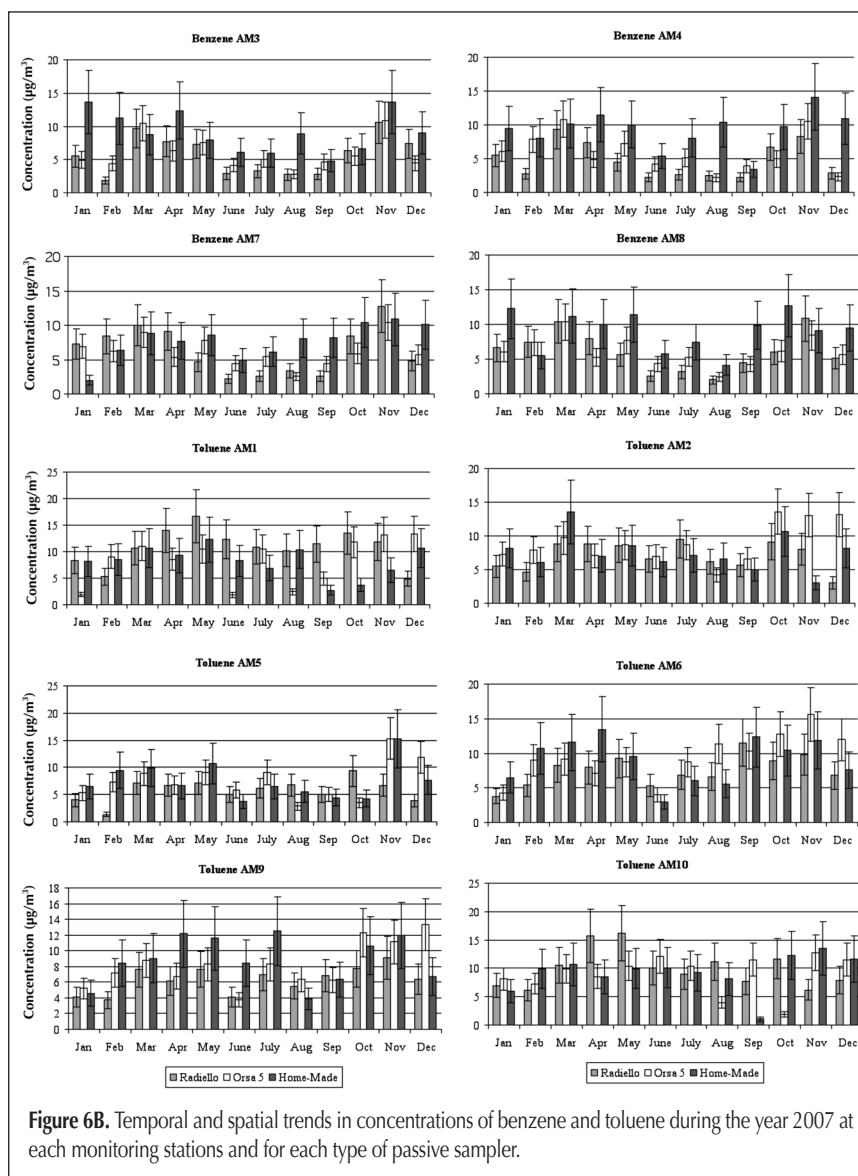 Benzene AM3
Concentration (µg/m³)
20
15
10
5
0
Jan Feb Mar Apr May June July Aug Sep Oct Nov Dec
Benzene AM4
20
15
10
5
0
Jan Feb Mar Apr May June July Aug Sep Oct Nov Dec
Benzene AM7
Concentration (µg/m³)
20
15
10
5
0
Jan Feb Mar Apr May June July Aug Sep Oct Nov Dec
Benzene AM8
20
15
10
5
0
Jan Feb Mar Apr May June July Aug Sep Oct Nov Dec
Toluene AM1
Concentration (µg/m³)
25
20
15
10
5
0
Jan Feb Mar Apr May June July Aug Sep Oct Nov Dec
Toluene AM2
20
15
10
5
0
Jan Feb Mar Apr May June July Aug Sep Oct Nov Dec
Toluene AM5
Concentration (µg/m³)
25
20
15
10
5
0
Jan Feb Mar Apr May June July Aug Sep Oct Nov Dec
Toluene AM6
20
15
10
5
0
Jan Feb Mar Apr May June July Aug Sep Oct Nov Dec
Toluene AM9
Concentration (µg/m³)
18
16
14
12
10
8
6
4
2
0
Jan Feb Mar Apr May June July Aug Sep Oct Nov Dec
Radiello Orsa 5 Home-Made
Toluene AM10
25
20
15
10
5
0
Jan Feb Mar Apr May June July Aug Sep Oct Nov Dec
Radiello Orsa 5 Home-Made
Figure 6B. Temporal and spatial trends in concentrations of benzene and toluene during the year 2007 at
each monitoring stations and for each type of passive sampler.